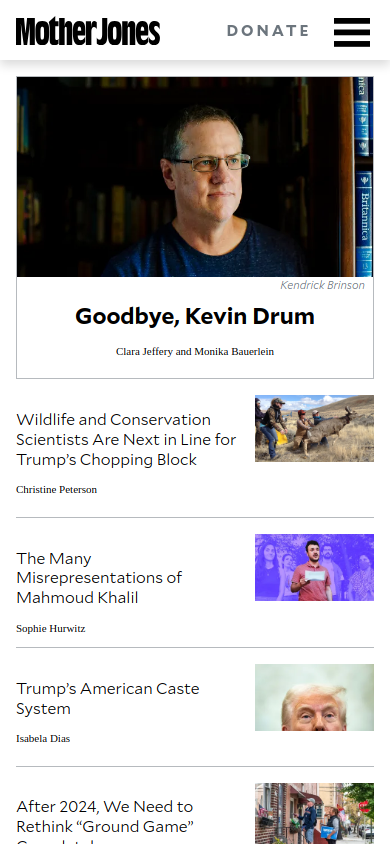 Mother Jones
DONATE
Britannica
Kendrick Brinson
Goodbye, Kevin Drum
Clara Jeffery and Monika Bauerlein
Wildlife and Conservation
Scientists Are Next in Line for
Trump’s Chopping Block
Christine Peterson
The Many
Misrepresentations of
Mahmoud Khalil
Sophie Hurwitz
Trump’s American Caste
System
Isabela Dias
After 2024, We Need to
Rethink “Ground Game”